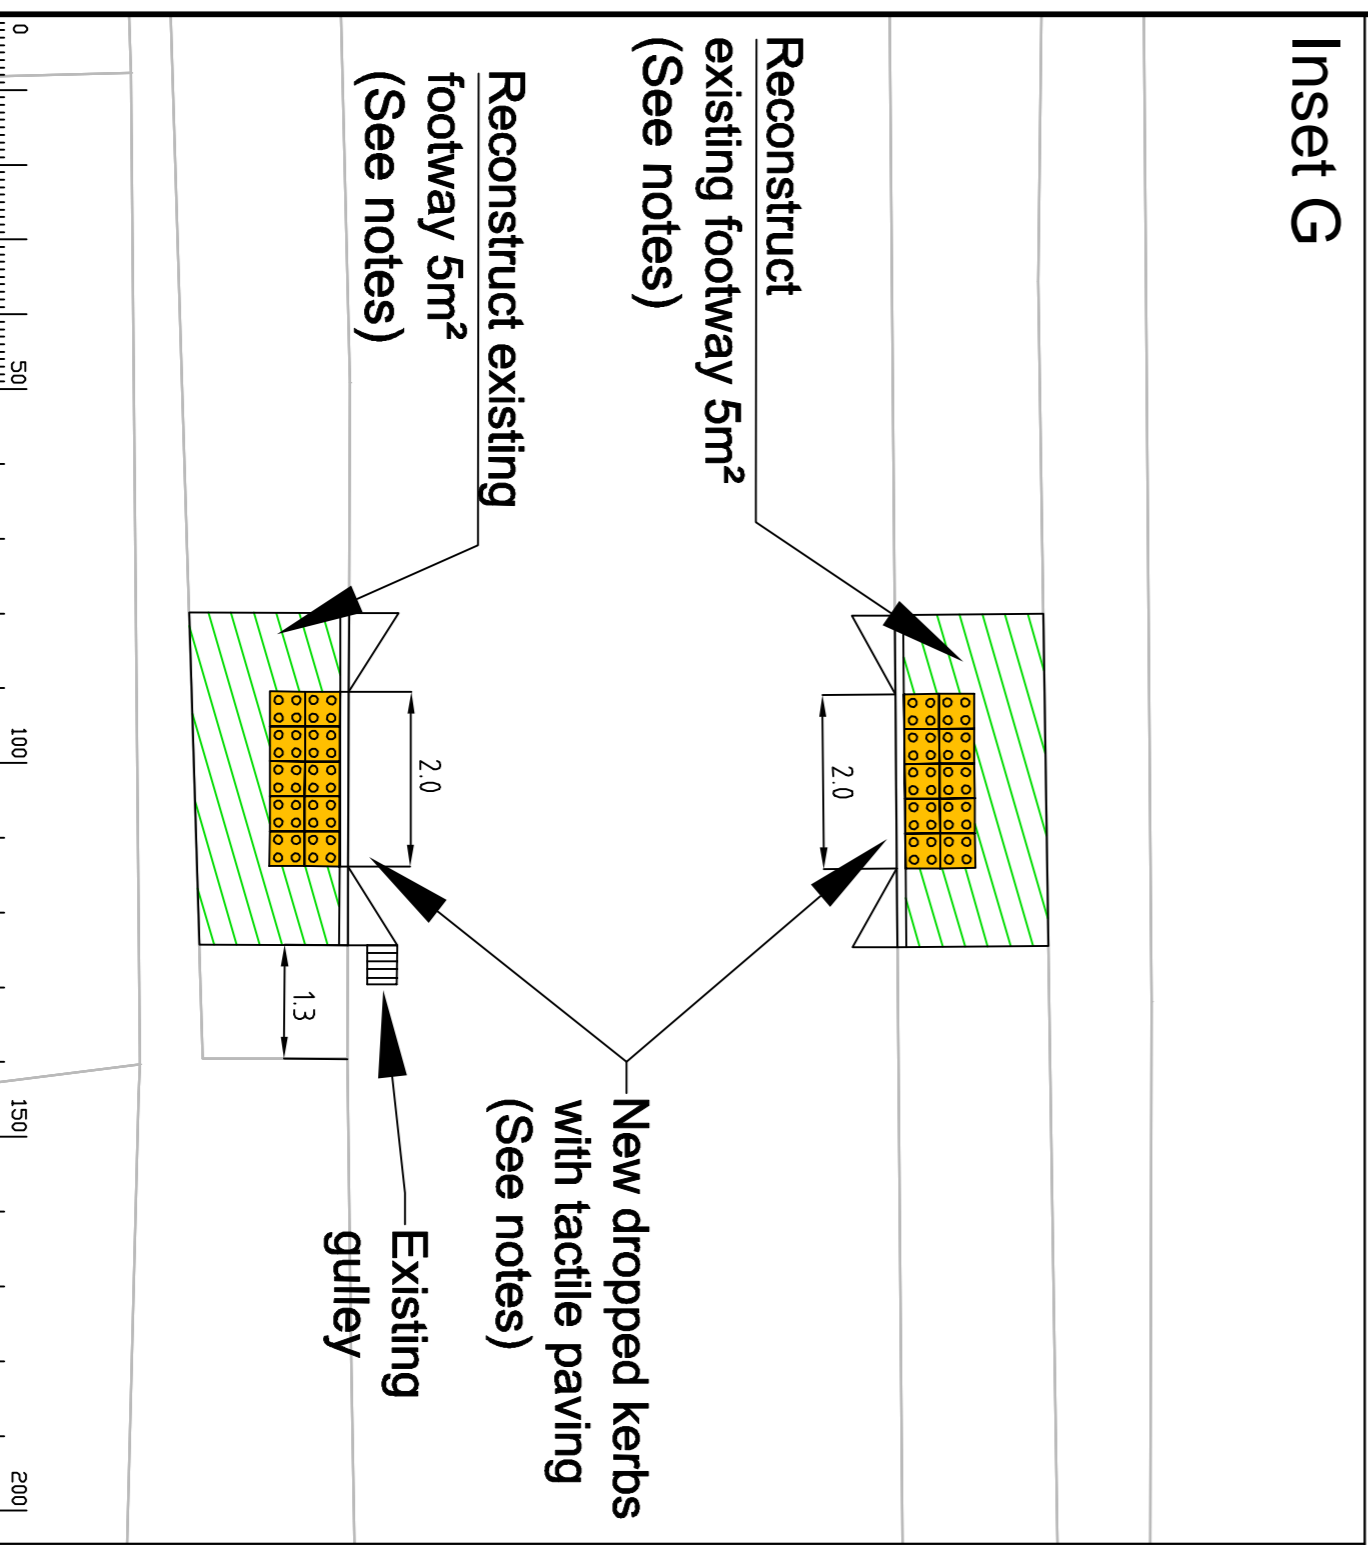 Inset G
Reconstruct
existing footway 5m²
(See notes)
2.0
Reconstruct existing
footway 5m²
(See notes)
2.0
New dropped kerbs
with tactile paving
(See notes)
1.3
Existing
gulley
0
50
100
150
200